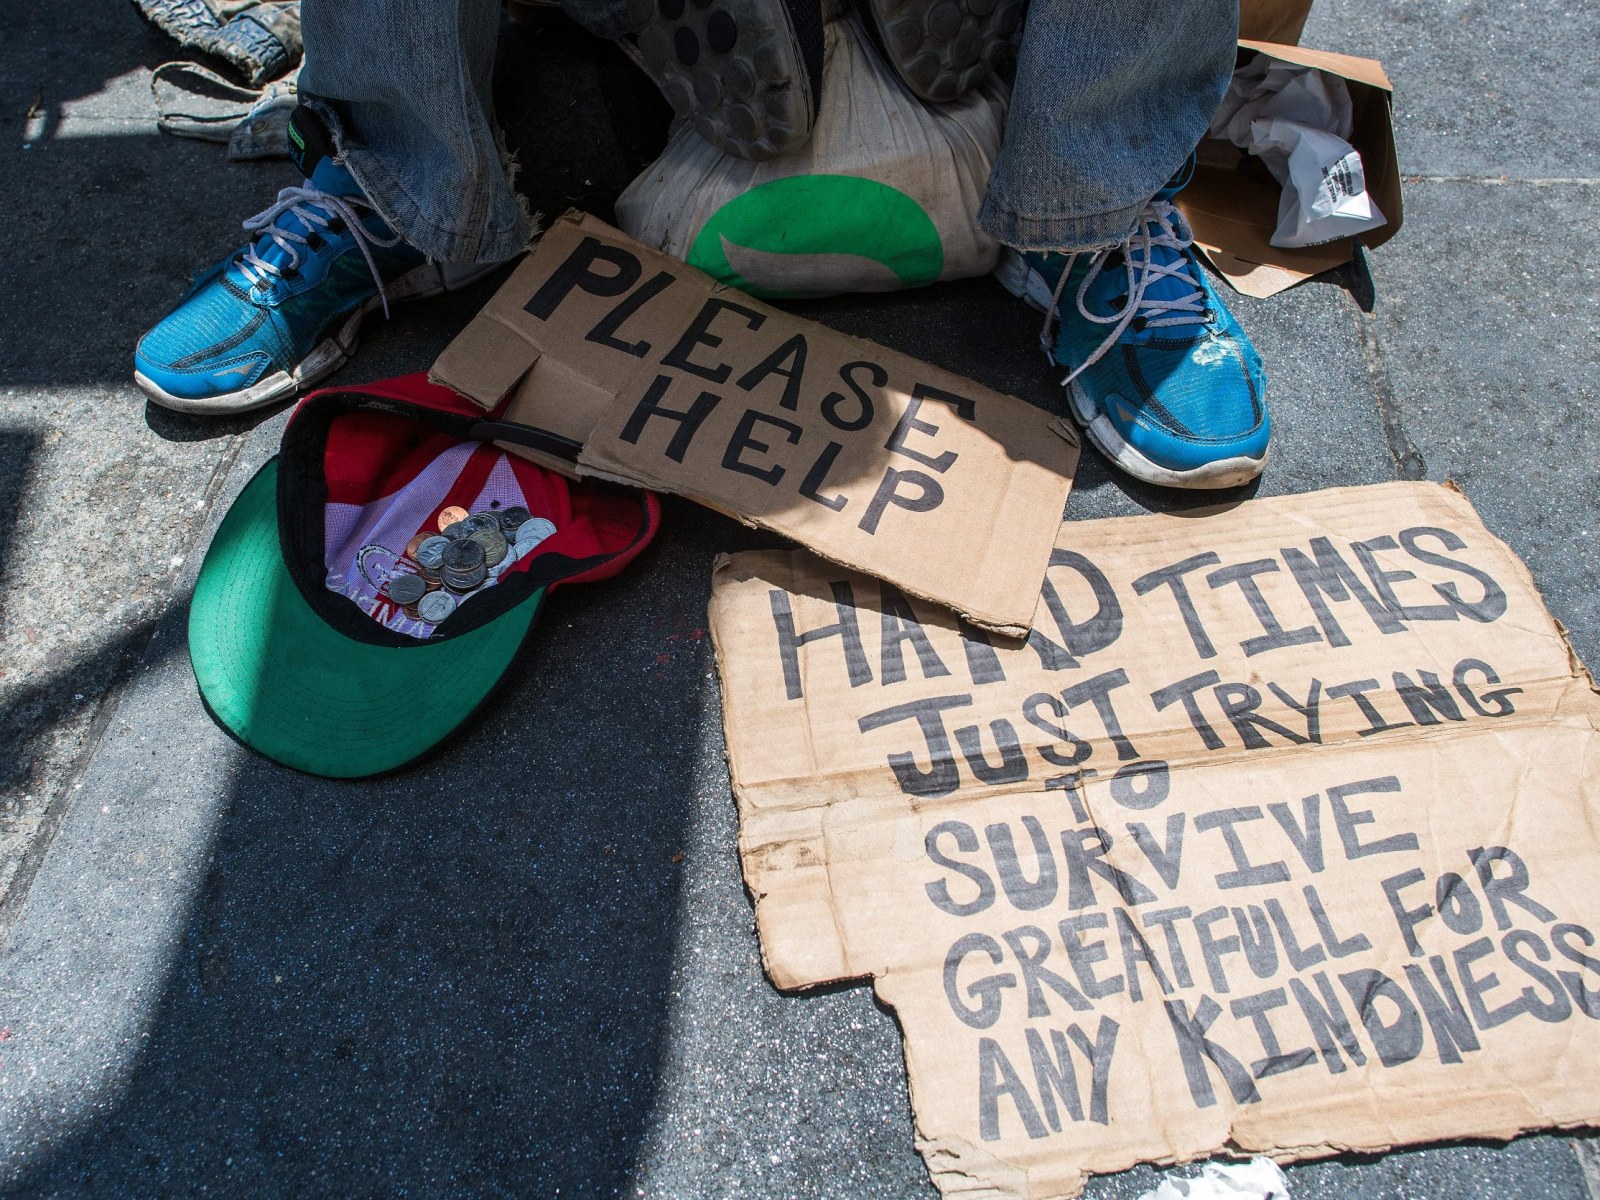 PLEASE
HELP
HARD TIMES
JUST TRYING
TO
SURVIVE
GREATFULL FOR
ANY KINDNESS